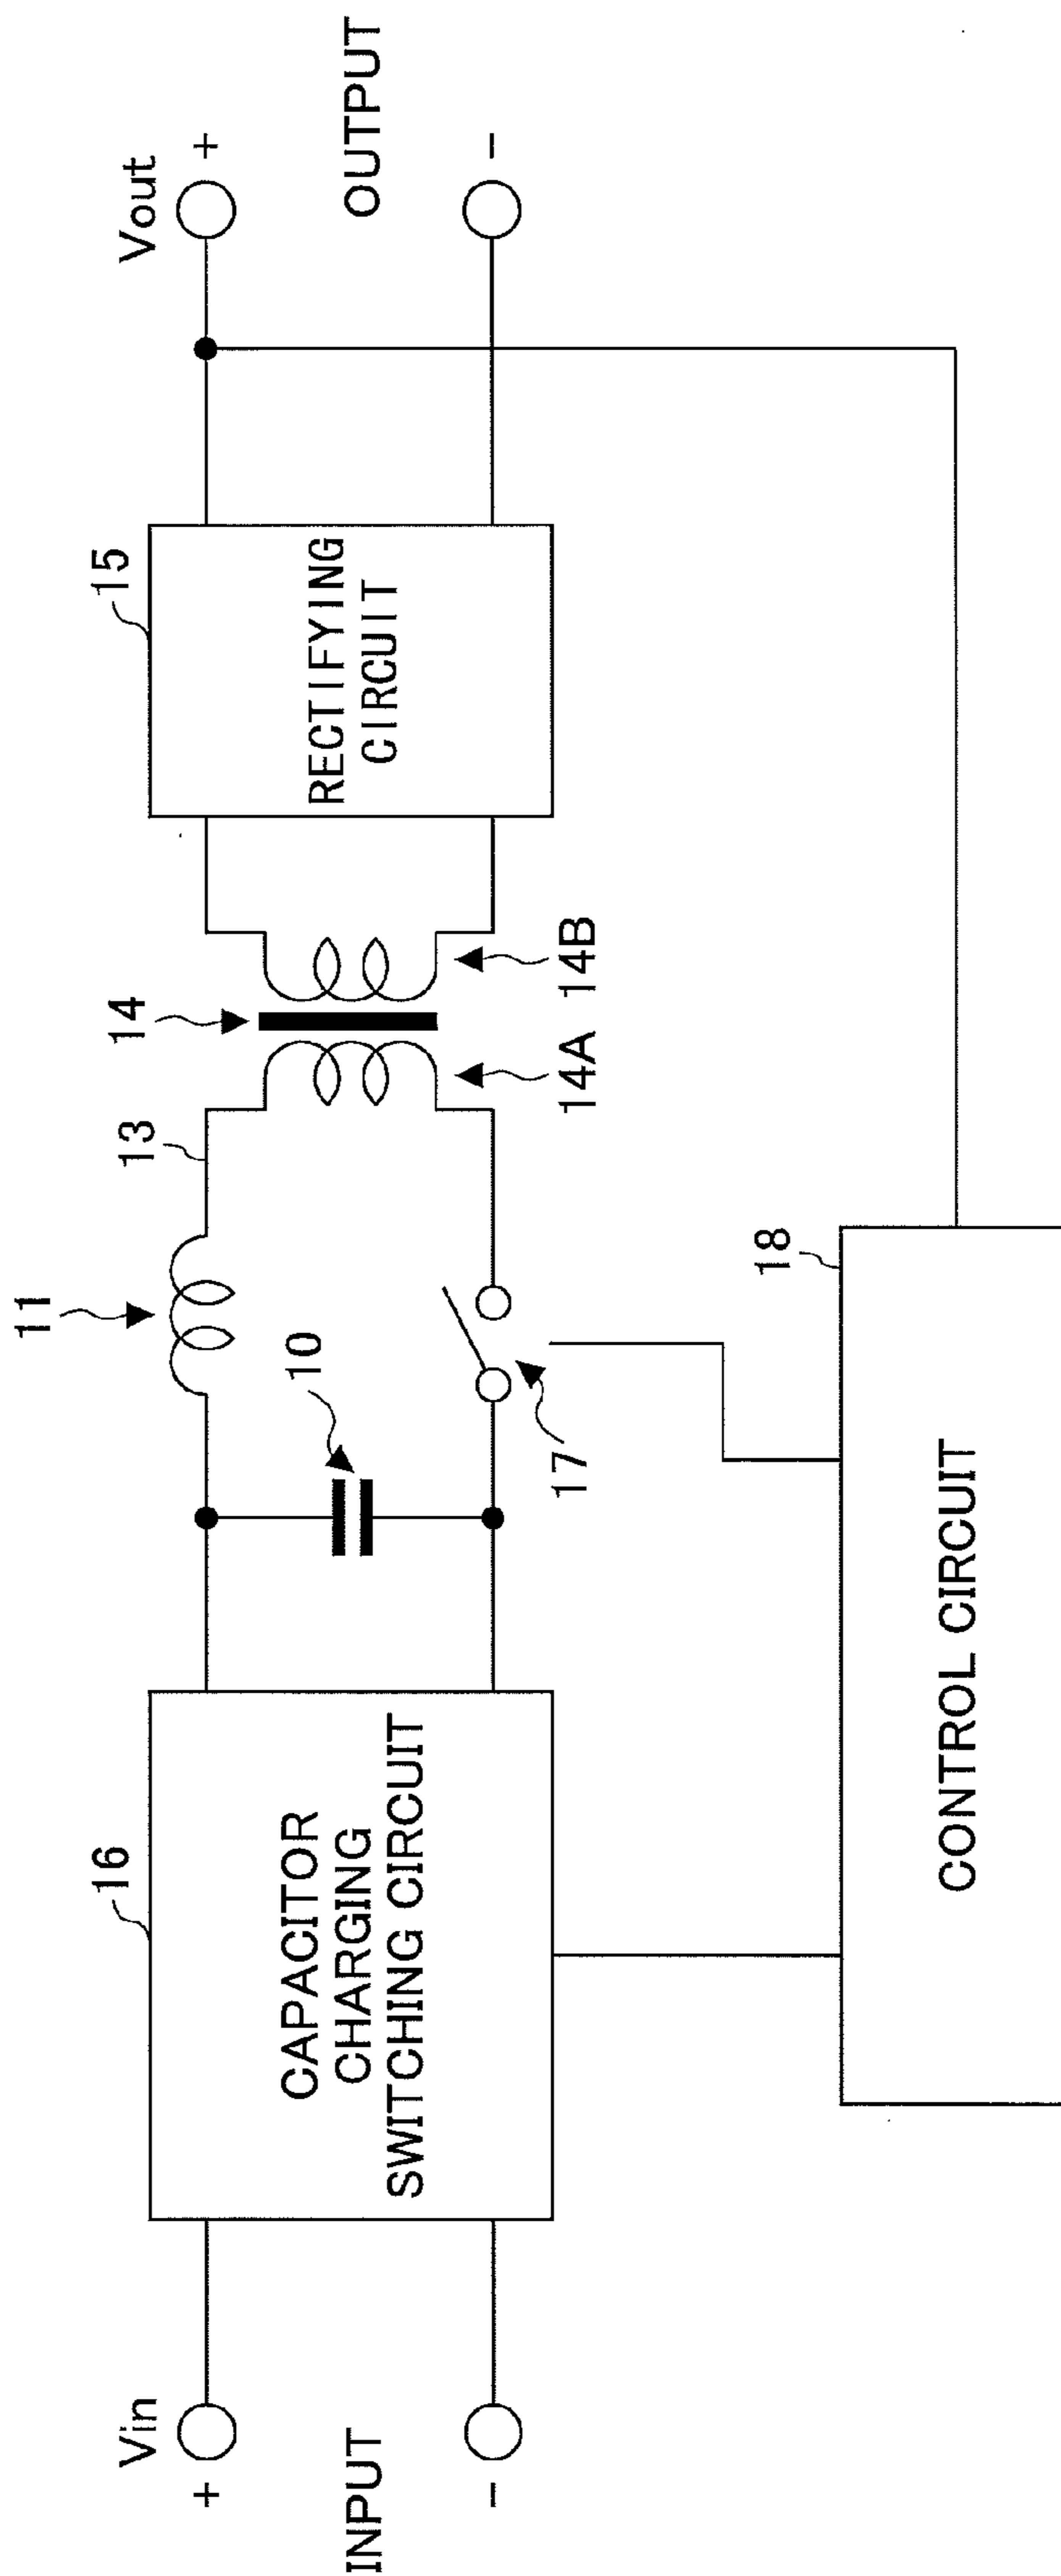 Vin
+
INPUT
-
16
CAPACITOR
CHARGING
SWITCHING CIRCUIT
10
11
17
13
14
14A
14B
15
RECTIFYING
CIRCUIT
Vout
+
OUTPUT
-
18
CONTROL CIRCUIT